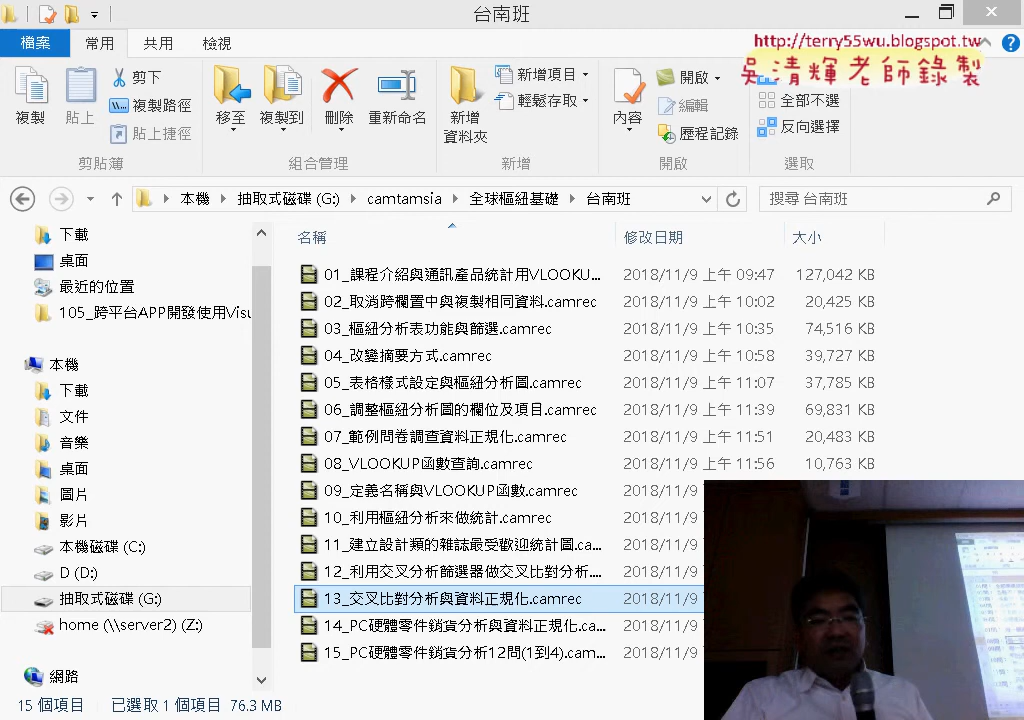 台南班
檔案 常用 共用 檢視
http://terry55wu.blogspot.tw
吳清輝老師錄製
複製 貼上 剪下 複製路徑 貼上捷徑
剪貼簿
移至 複製到 刪除 重新命名
組合管理
新增資料夾 新增項目 輕鬆存取
新增
內容 開啟 編輯 歷程記錄
開啟
全部不選
反向選擇
選取
本機 抽取式磁碟 (G:) camtamsia 全球樞紐基礎 台南班
搜尋 台南班
下載
桌面
最近的位置
105_跨平台APP開發使用Visu
本機
下載
文件
音樂
桌面
圖片
影片
本機磁碟 (C:)
D (D:)
抽取式磁碟 (G:)
home (\\server2) (Z:)
網路
名稱 修改日期 大小
01_課程介紹與通訊產品統計用VLOOKU... 2018/11/9 上午 09:47 127,042 KB
02_取消跨欄置中與複製相同資料.camrec 2018/11/9 上午 10:02 20,425 KB
03_樞紐分析表功能與篩選.camrec 2018/11/9 上午 10:35 74,516 KB
04_改變摘要方式.camrec 2018/11/9 上午 10:58 39,727 KB
05_表格樣式設定與樞紐分析圖.camrec 2018/11/9 上午 11:07 37,785 KB
06_調整樞紐分析圖的欄位及項目.camrec 2018/11/9 上午 11:39 69,831 KB
07_範例問卷調查資料正規化.camrec 2018/11/9 上午 11:51 20,483 KB
08_VLOOKUP函數查詢.camrec 2018/11/9 上午 11:56 10,763 KB
09_定義名稱與VLOOKUP函數.camrec 2018/11/9
10_利用樞紐分析來做統計.camrec 2018/11/9
11_建立設計類的雜誌最受歡迎統計圖.ca... 2018/11/9
12_利用交叉分析篩選器做交叉比對分析.... 2018/11/9
13_交叉比對分析與資料正規化.camrec 2018/11/9
14_PC硬體零件銷貨分析與資料正規化.ca... 2018/11/9
15_PC硬體零件銷貨分析12問(1到4).cam... 2018/11/9
15 個項目 已選取 1 個項目 76.3 MB